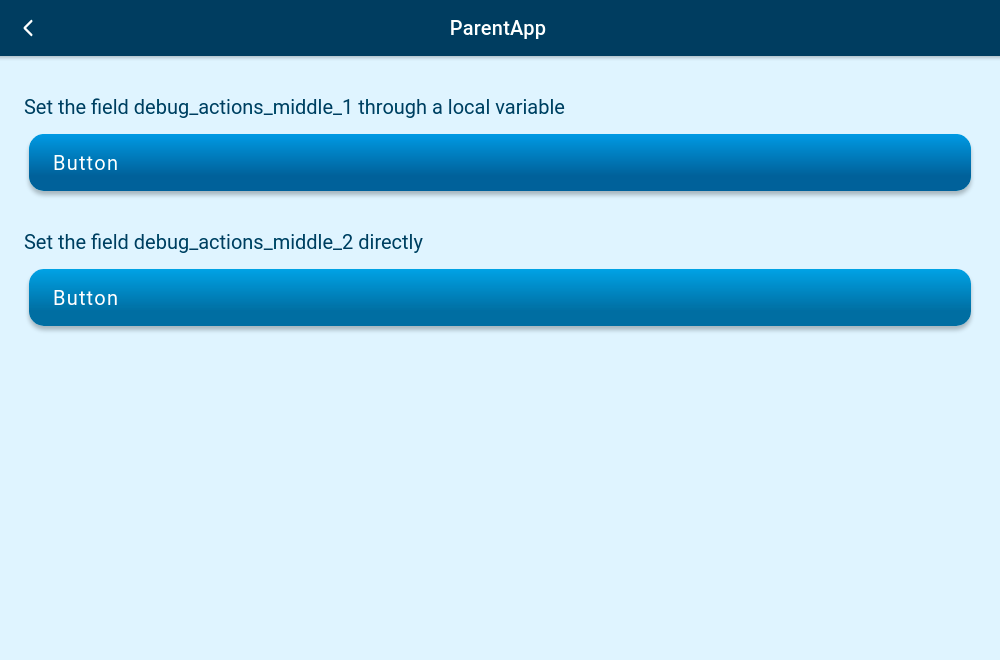 ParentApp
Set the field debug_actions_middle_1 through a local variable
Button
Set the field debug_actions_middle_2 directly
Button